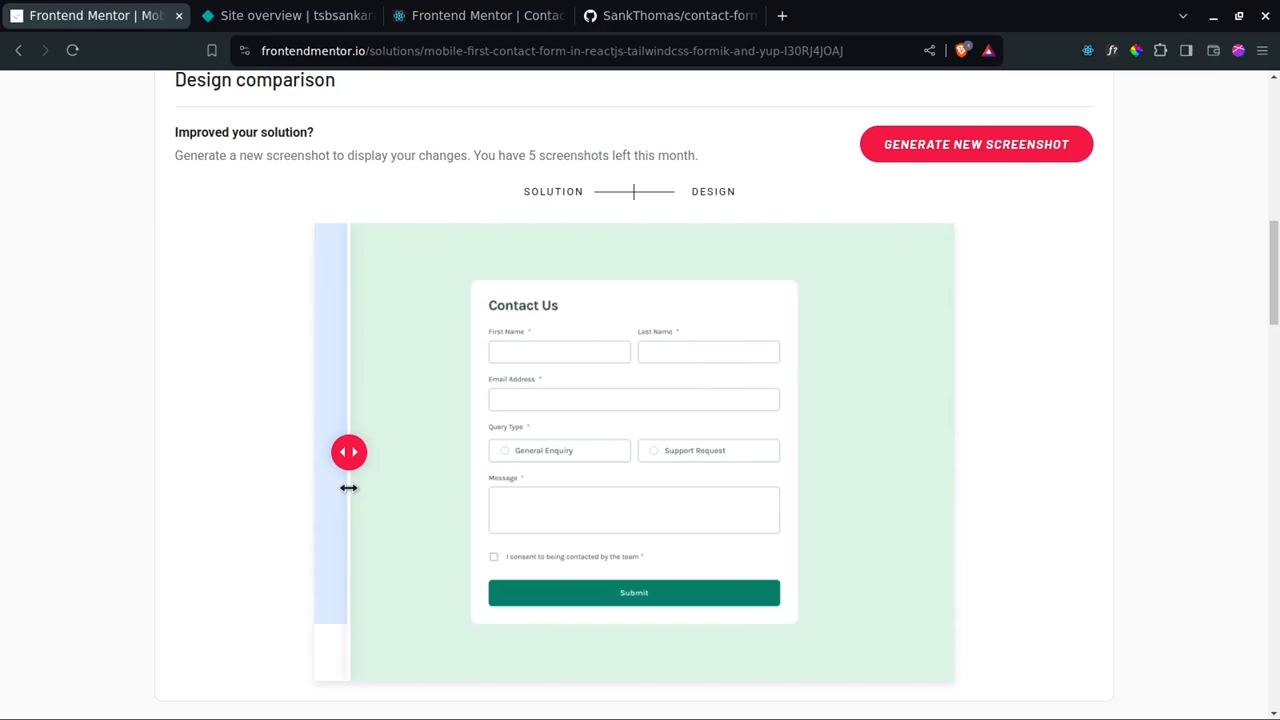 Frontend Mentor | Mob
Site overview | tsbsankar
Frontend Mentor | Contac
SankThomas/contact-form
frontendmentor.io/solutions/mobile-first-contact-form-in-reactjs-tailwindcss-formik-and-yup-I30RJ4JOAJ
4
f?
Design comparison
Improved your solution?
Generate a new screenshot to display your changes. You have 5 screenshots left this month.
GENERATE NEW SCREENSHOT
SOLUTION
DESIGN
Contact Us
First Name *
Last Name *
Email Address *
Query Type *
General Enquiry
Support Request
Message *
I consent to being contacted by the team *
Submit